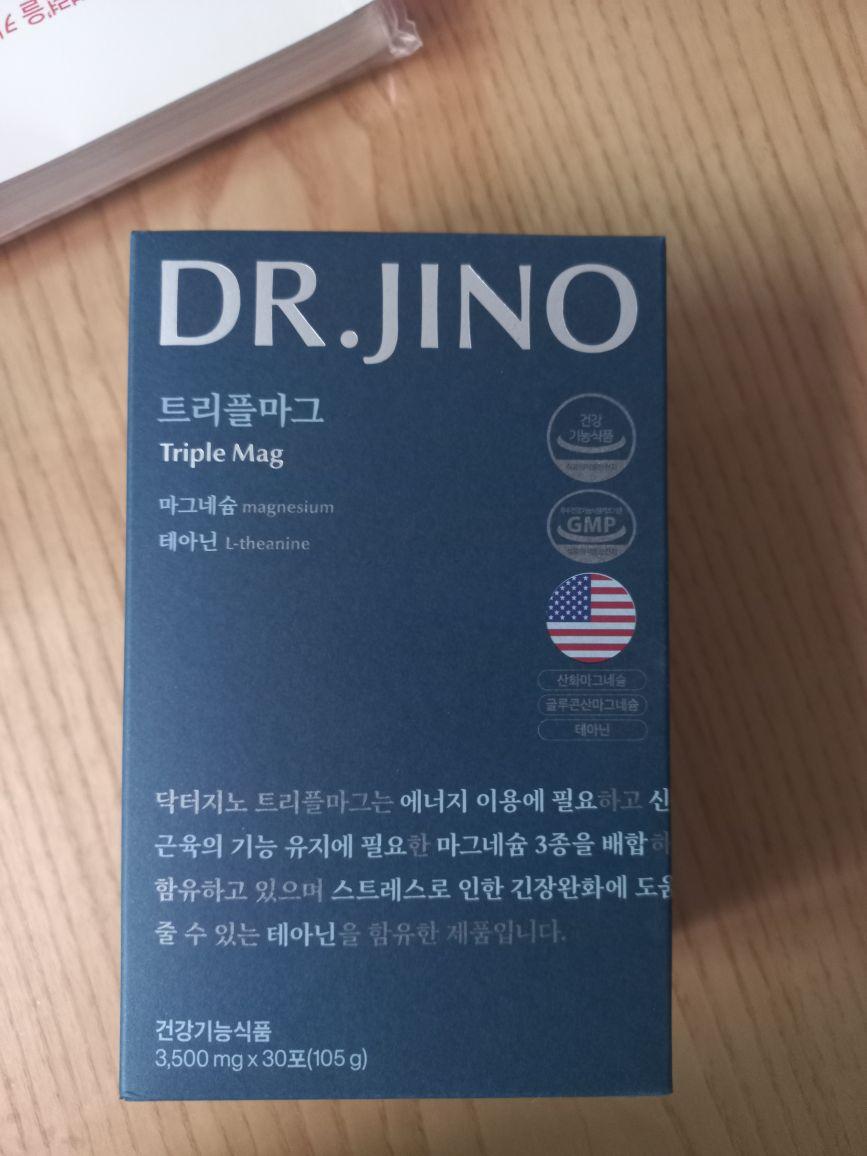 DR.JINO
트리플마그
Triple Mag
마그네슘 magnesium
테아닌 L-theanine
건강
기능식품
GMP
산화마그네슘
글루콘산마그네슘
테아닌
닥터지노 트리플마그는 에너지 이용에 필요하고 신
근육의 기능 유지에 필요한 마그네슘 3종을 배합하
함유하고 있으며 스트레스로 인한 긴장완화에 도움
줄 수 있는 테아닌을 함유한 제품입니다.
건강기능식품
3,500 mg x 30포(105 g)